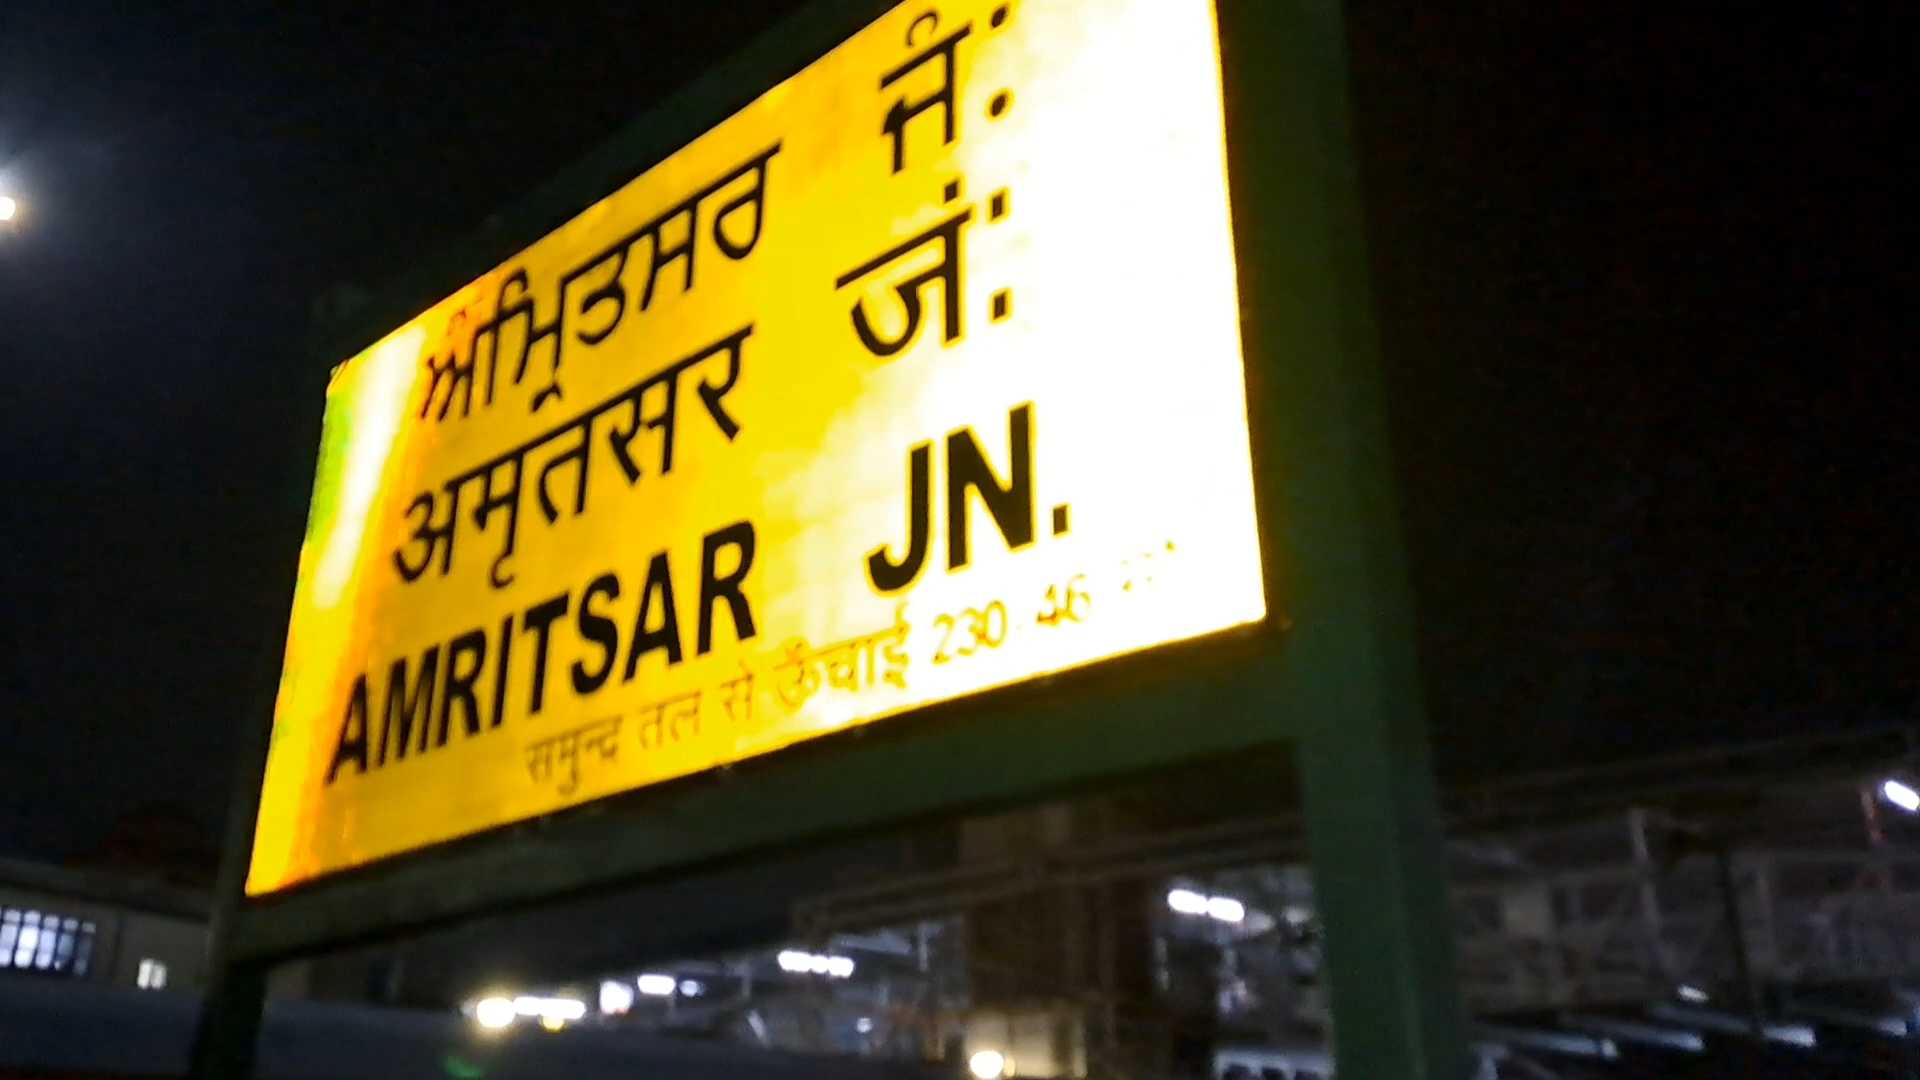 ਅੰਮ੍ਰਿਤਸਰ ਜੰ:
अमृतसर जं:
AMRITSAR JN.
समुन्द्र तल से ऊँचाई 230.46